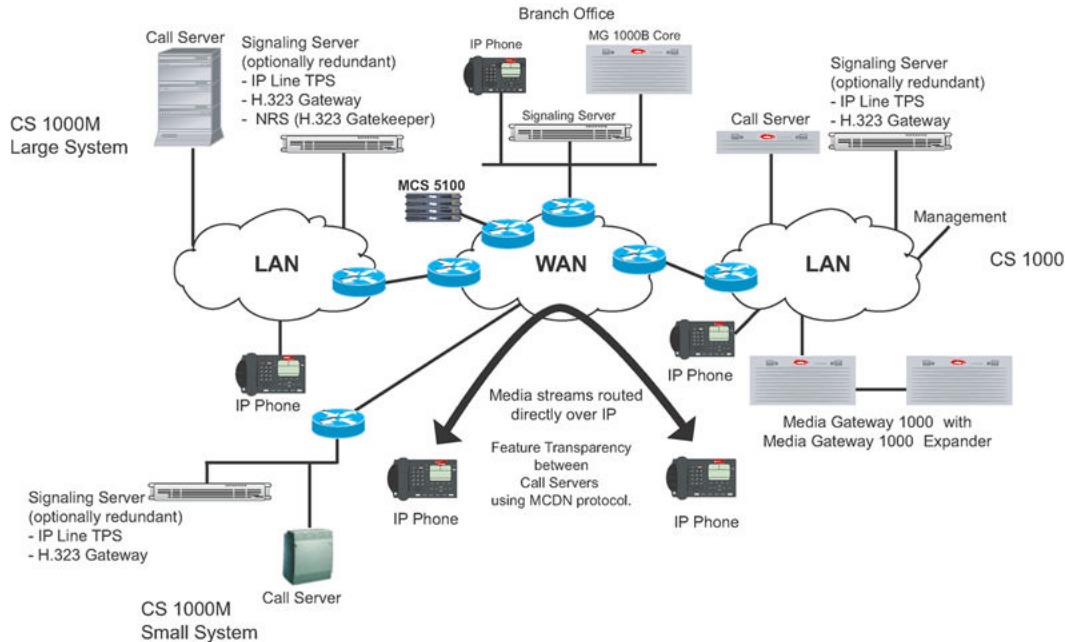 Branch Office
Call Server
Signaling Server
(optionally redundant)
- IP Line TPS
- H.323 Gateway
- NRS (H.323 Gatekeeper)
IP Phone
MG 1000B Core
Signaling Server
(optionally redundant)
- IP Line TPS
- H.323 Gateway
CS 1000M
Large System
Signaling Server
Call Server
MCS 5100
Management
LAN
WAN
LAN
CS 1000
IP Phone
IP Phone
Media streams routed
directly over IP
Media Gateway 1000 with
Media Gateway 1000 Expander
Feature Transparency
between
Call Servers
using MCDN protocol.
IP Phone
IP Phone
Signaling Server
(optionally redundant)
- IP Line TPS
- H.323 Gateway
Call Server
CS 1000M
Small System